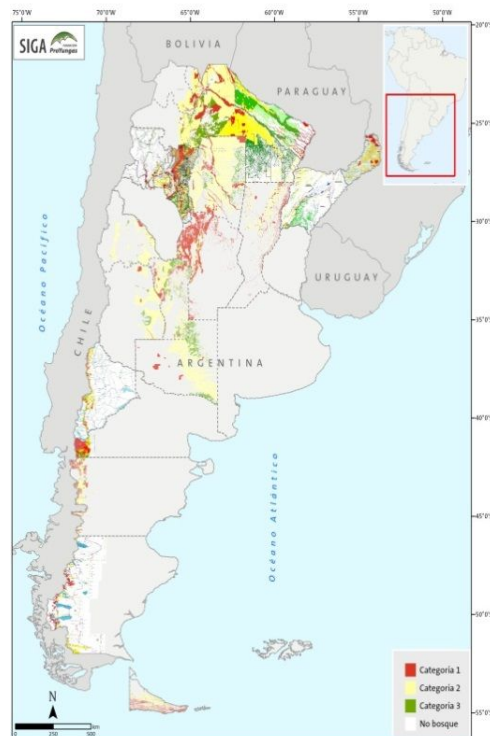 75°0'O
70°0'O
65°0'O
60°0'O
55°0'O
50°0'O
SIGA
ProYungas
BOLIVIA
PARAGUAY
20°0'S
25°0'S
30°0'S
35°0'S
40°0'S
45°0'S
50°0'S
55°0'S
Océano Pacífico
CHILE
URUGUAY
ARGENTINA
Océano Atlántico
Categoría 1
Categoría 2
Categoría 3
No bosque
N
0 250 500
km